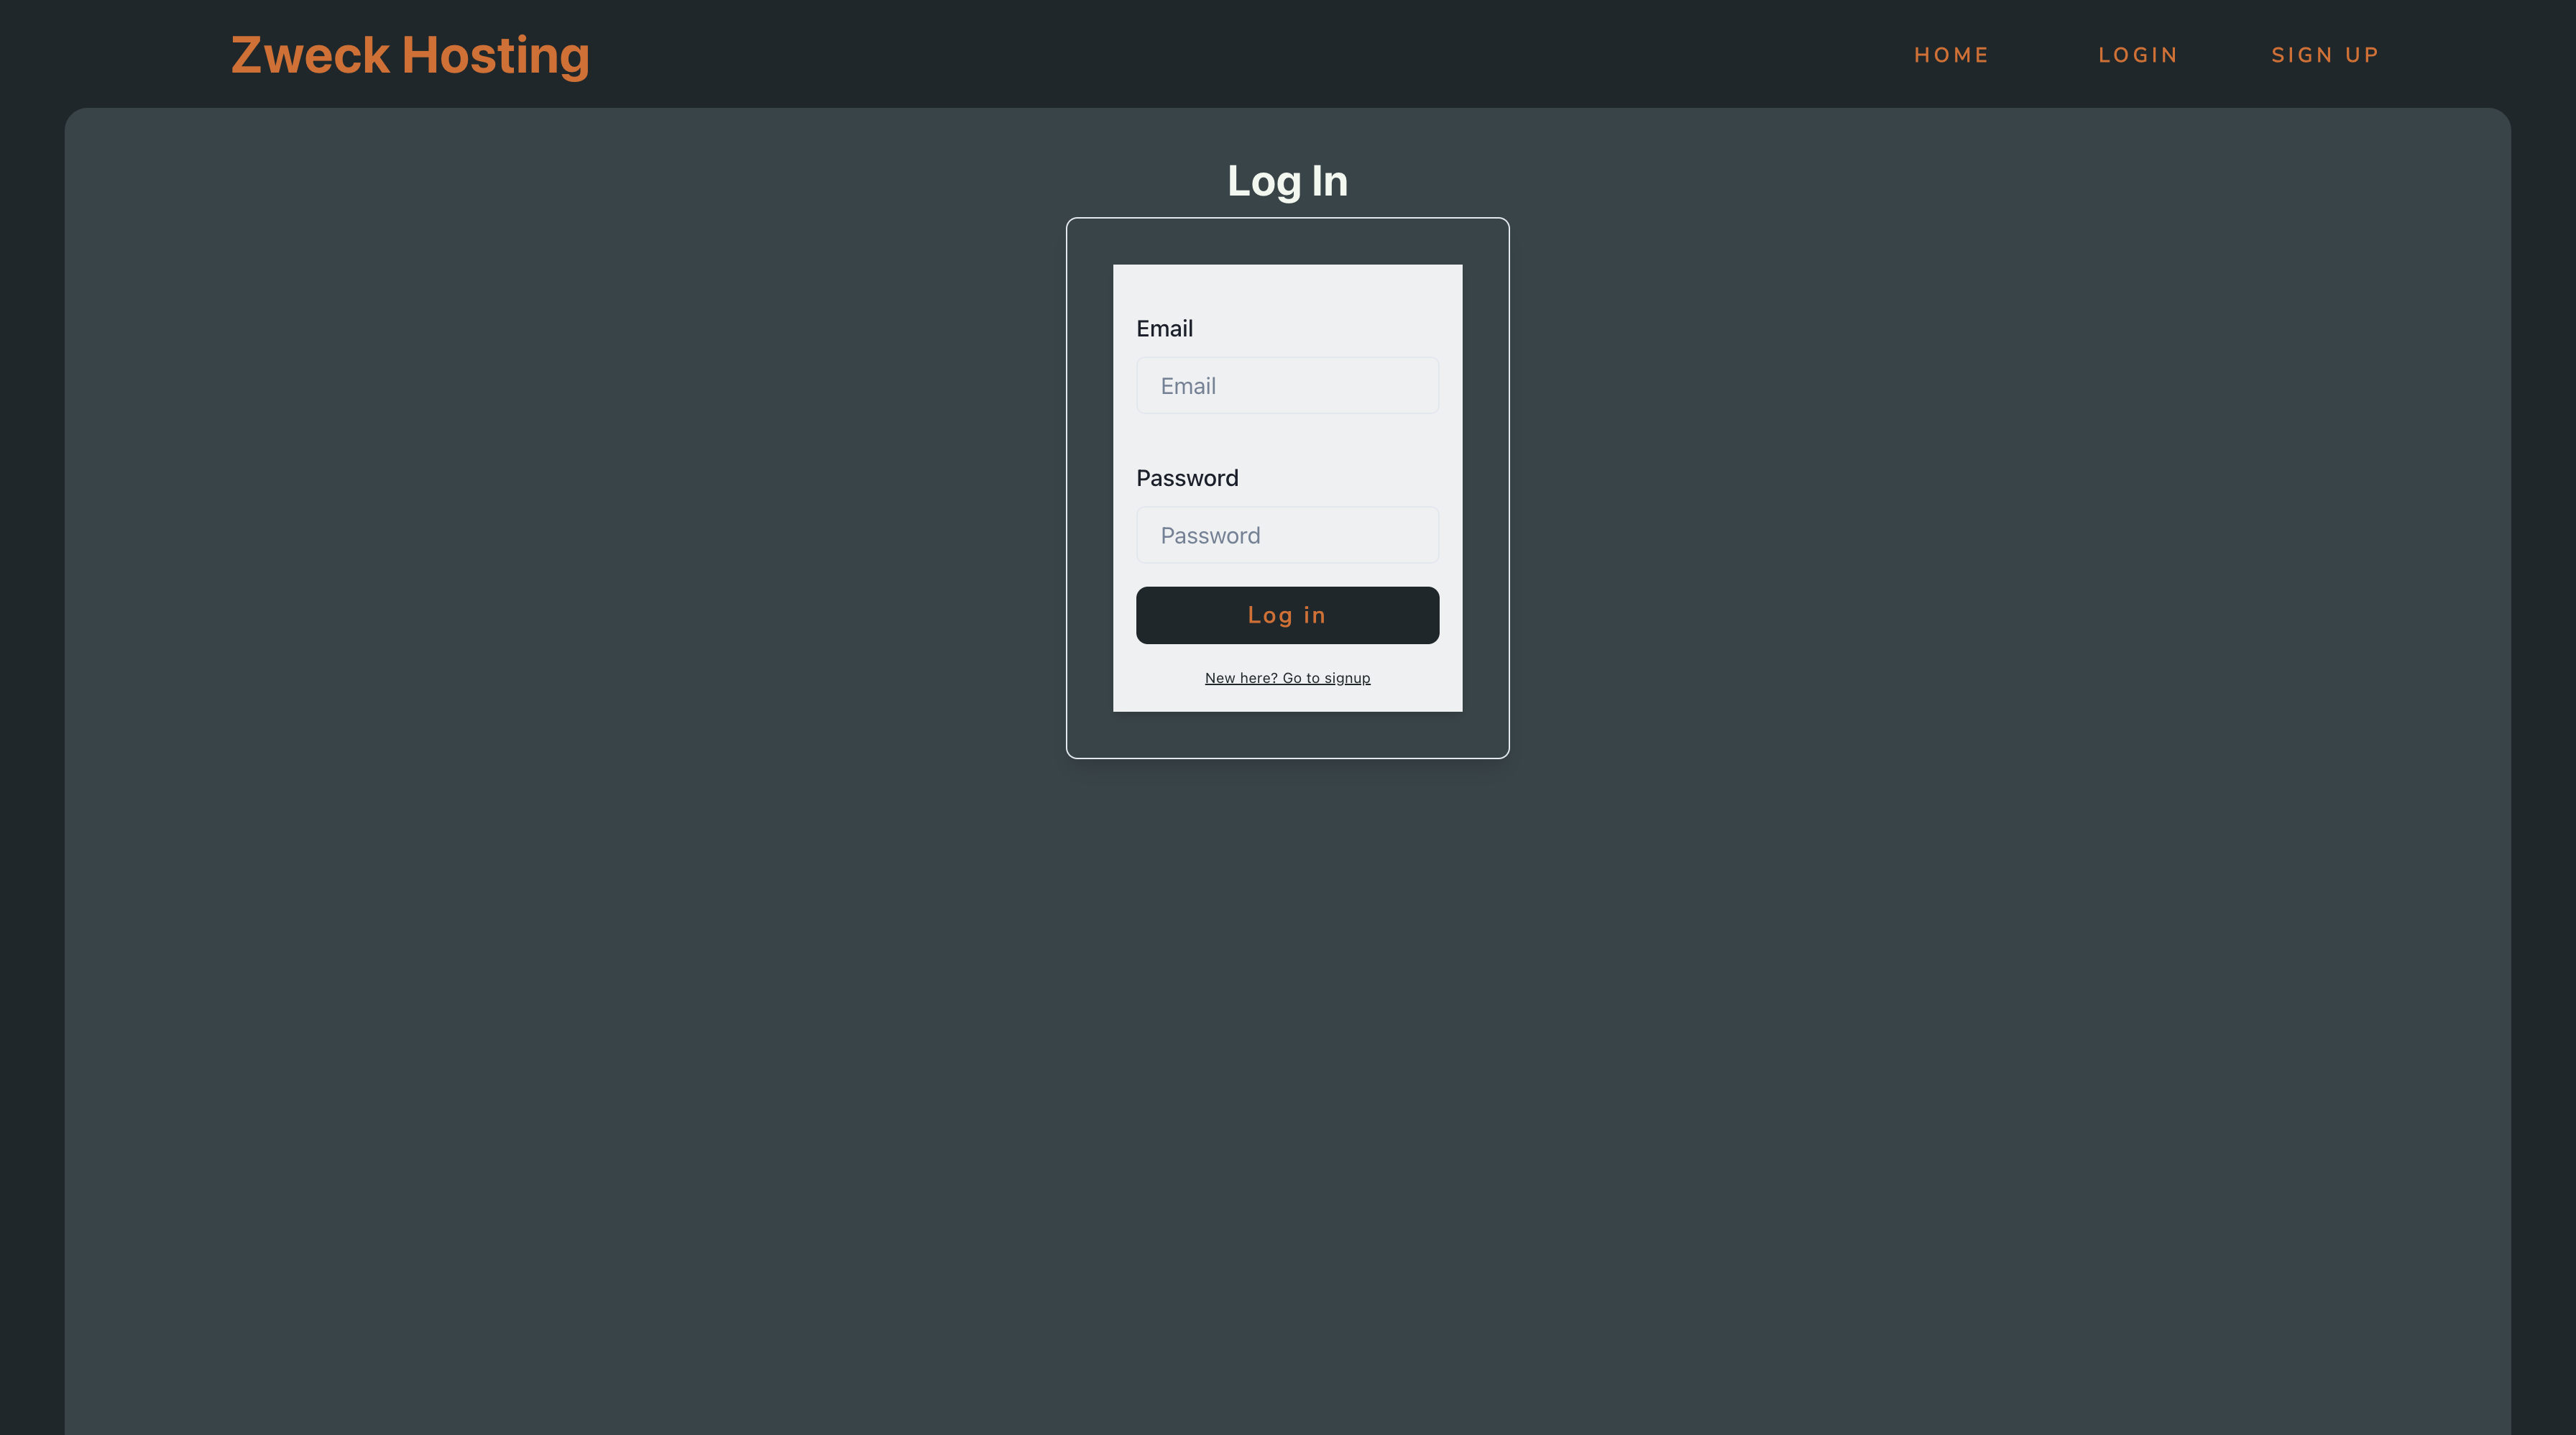 Zweck Hosting
HOME LOGIN SIGN UP
Log In
Email
Email
Password
Password
Log in
New here? Go to signup